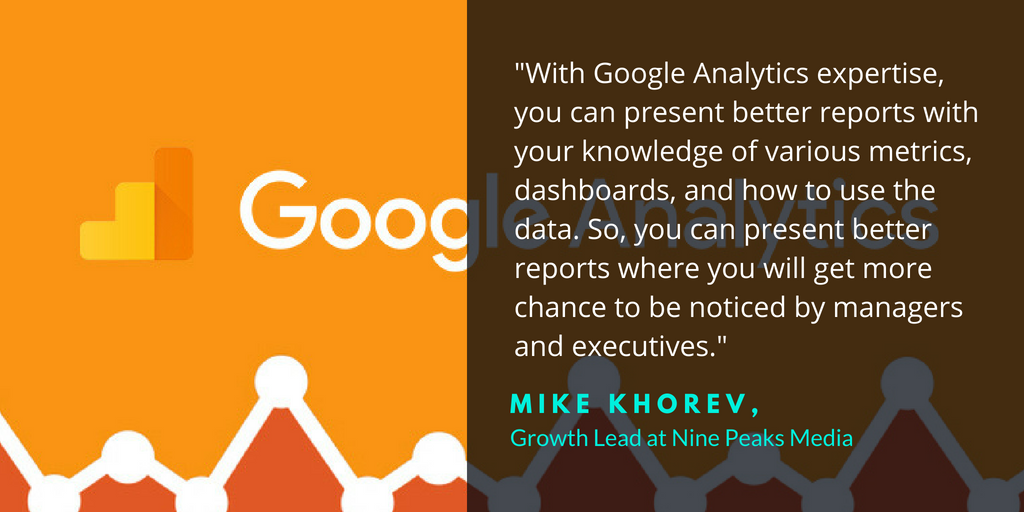 Google Analytics
"With Google Analytics expertise,
you can present better reports with
your knowledge of various metrics,
dashboards, and how to use the
data. So, you can present better
reports where you will get more
chance to be noticed by managers
and executives."
MIKE KHOREV,
Growth Lead at Nine Peaks Media